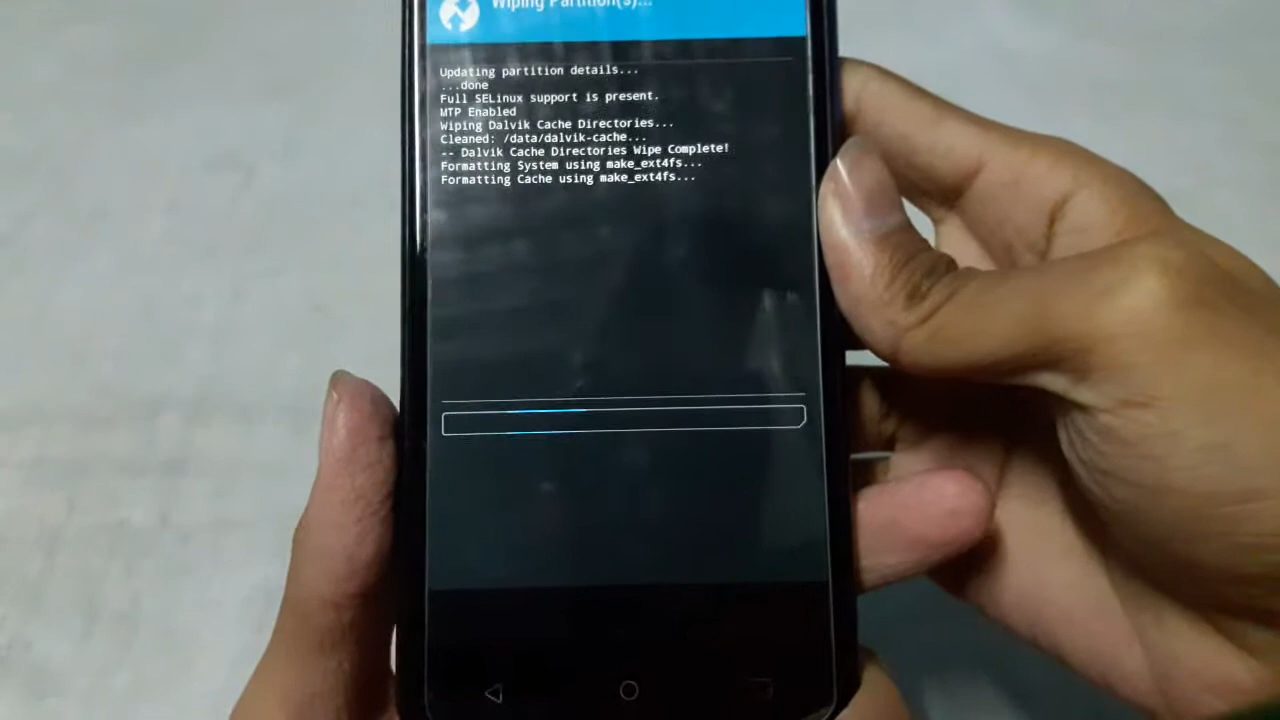 Wiping Partition(s)...
Updating partition details...
...done
Full SELinux support is present.
MTP Enabled
Wiping Dalvik Cache Directories...
Cleaned: /data/dalvik-cache...
-- Dalvik Cache Directories Wipe Complete!
Formatting System using make_ext4fs...
Formatting Cache using make_ext4fs...